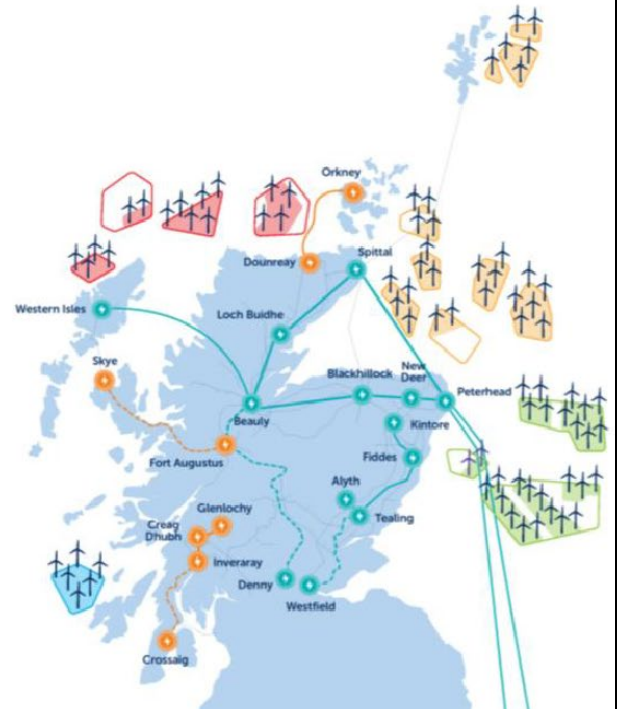 Orkney
Dounreay
Spittal
Western Isles
Loch Buidhe
Skye
Blackhillock
New
Deer
Peterhead
Beauly
Kintore
Fort Augustus
Fiddes
Alyth
Glenlochy
Tealing
Creag
Dhubh
Inveraray
Denny
Westfield
Crossaig